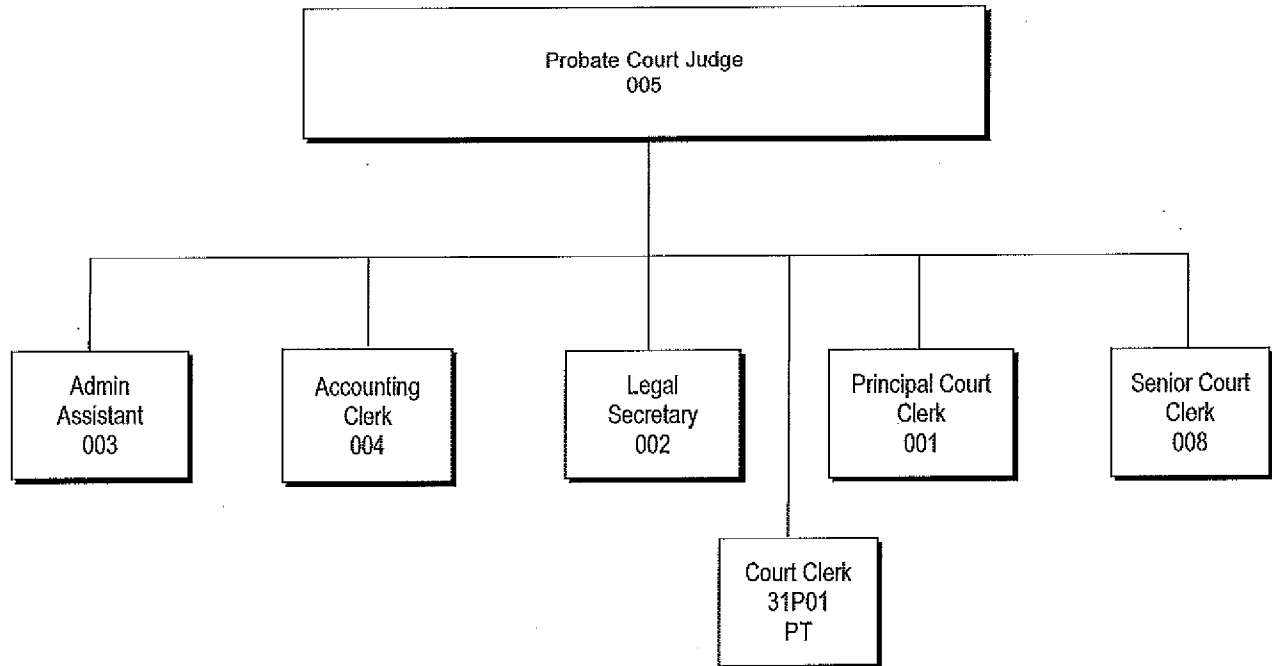 Probate Court Judge
005
Admin
Assistant
003
Accounting
Clerk
004
Legal
Secretary
002
Principal Court
Clerk
001
Senior Court
Clerk
008
Court Clerk
31P01
PT